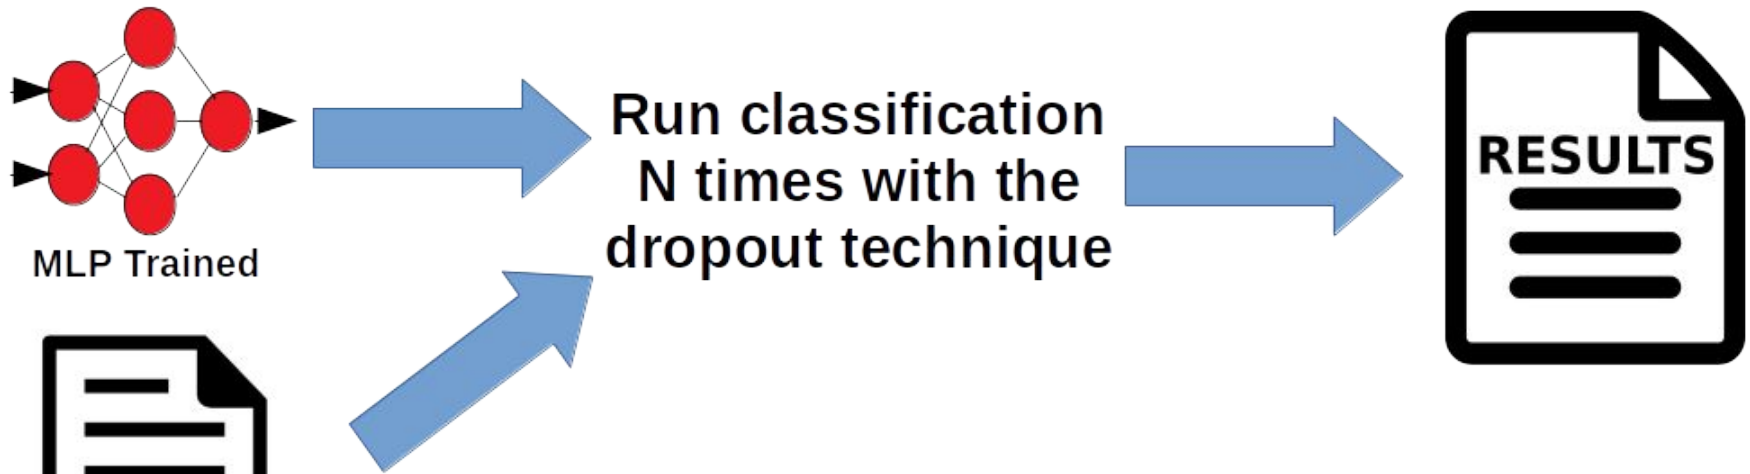 MLP Trained
Run classification
N times with the
dropout technique
RESULTS